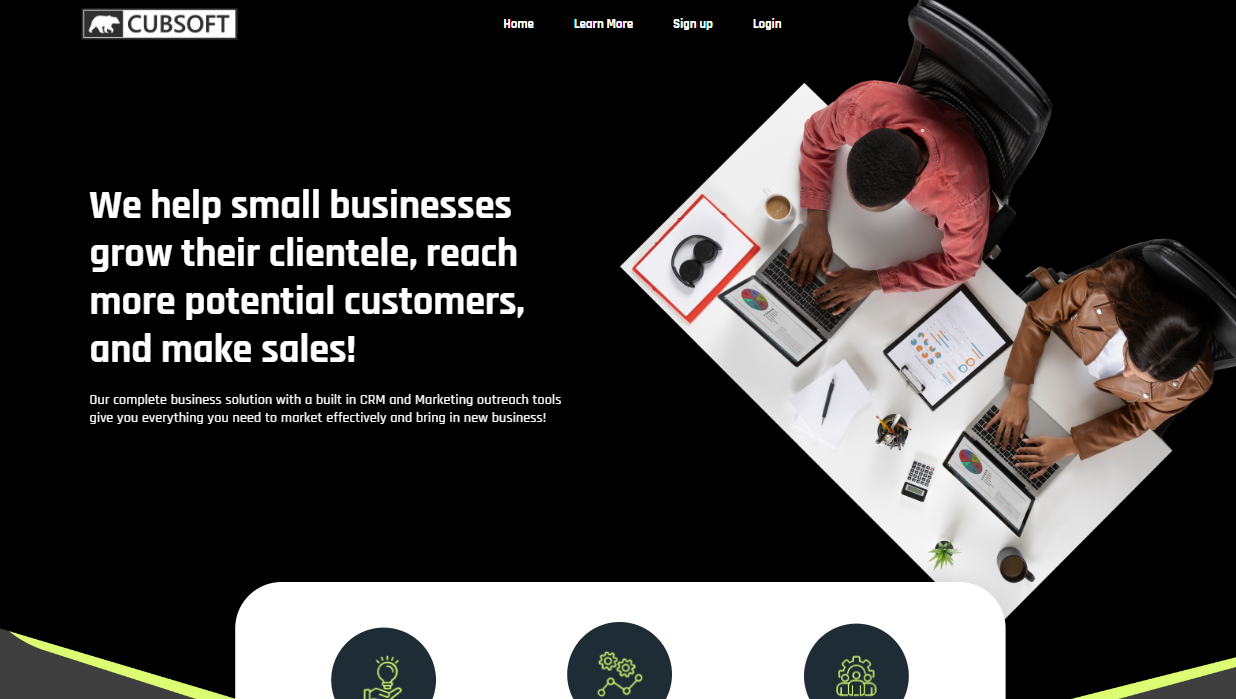 CUBSOFT
Home
Learn More
Sign up
Login
We help small businesses
grow their clientele, reach
more potential customers,
and make sales!
Our complete business solution with a built in CRM and Marketing outreach tools
give you everything you need to market effectively and bring in new business!